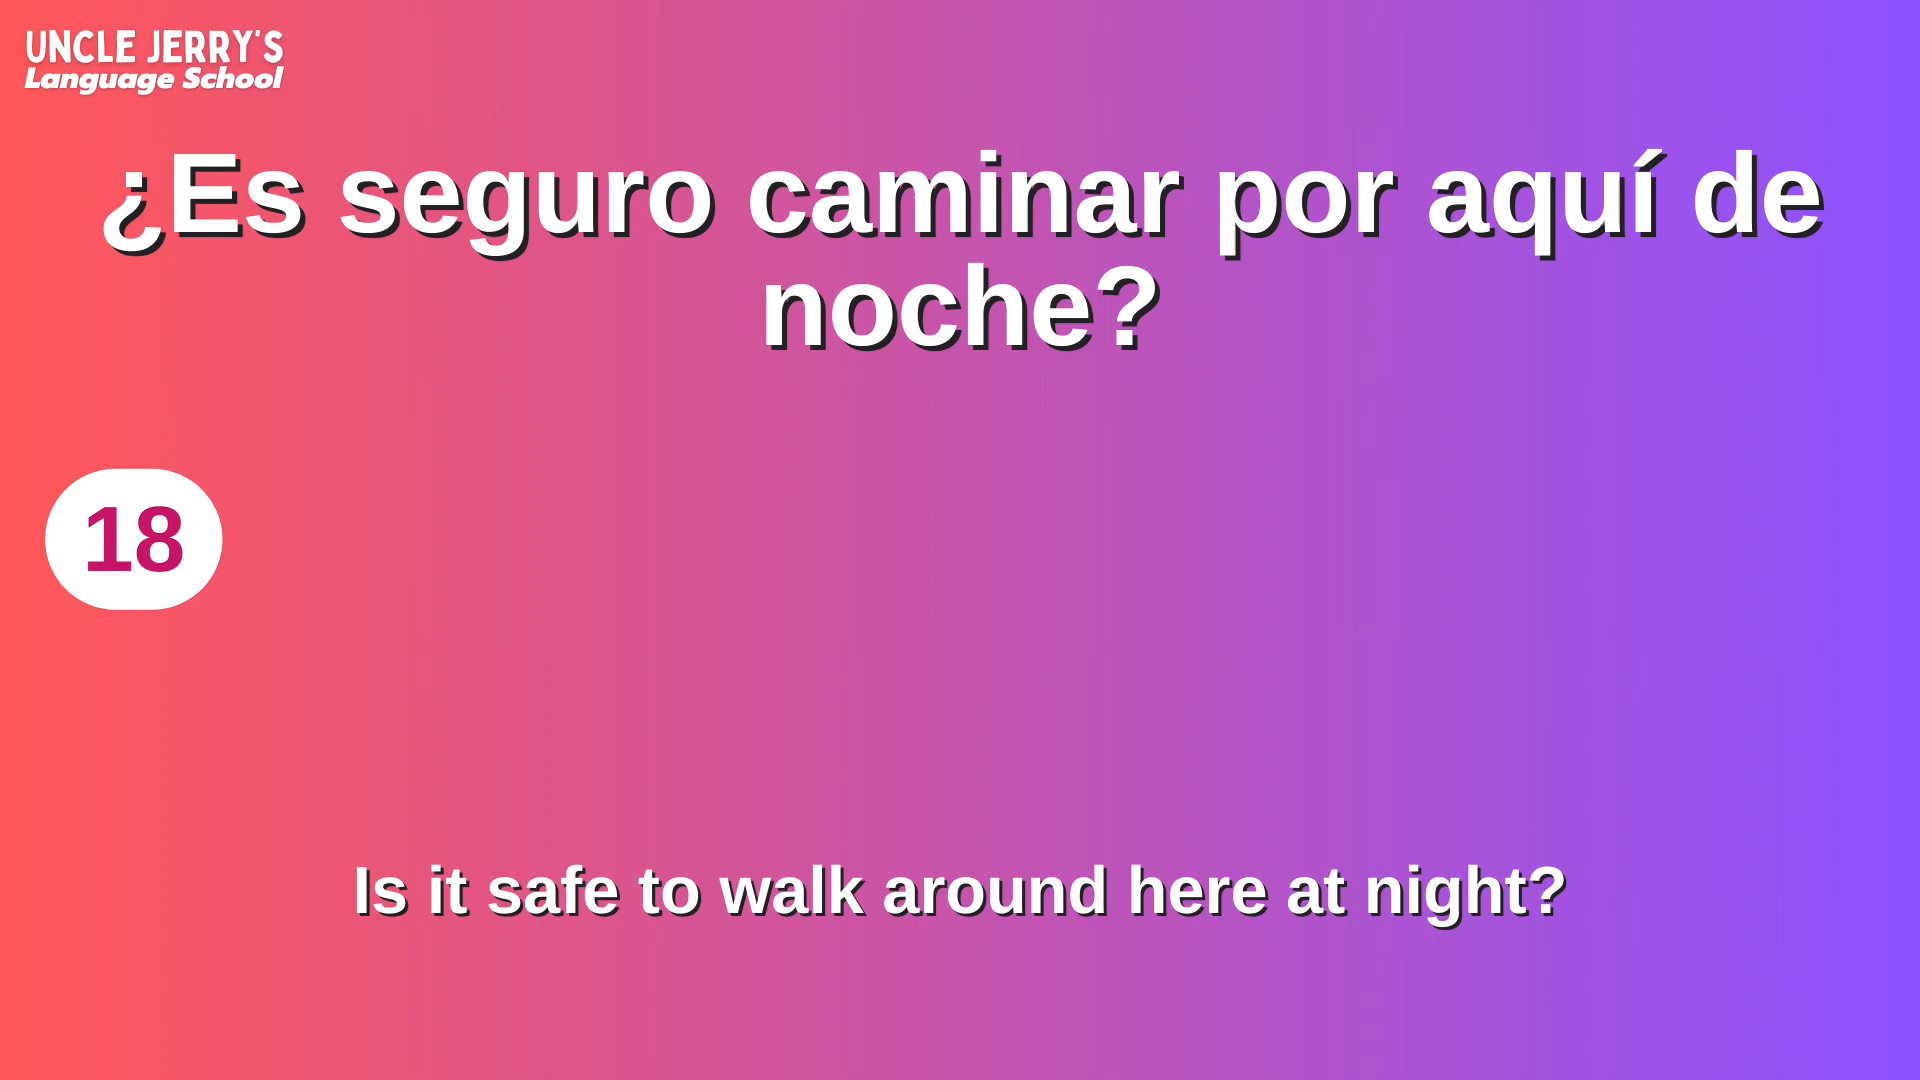 UNCLE JERRY'S
Language School
¿Es seguro caminar por aquí de
noche?
18
Is it safe to walk around here at night?